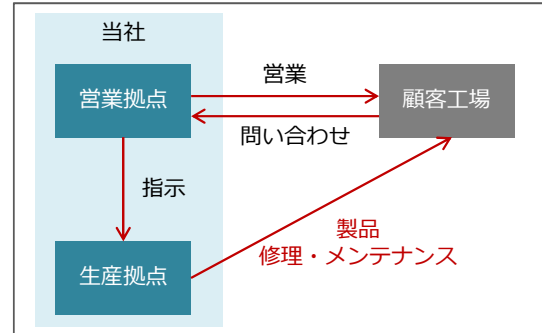 当社
営業拠点
営業
顧客工場
問い合わせ
指示
製品
修理・メンテナンス
生産拠点